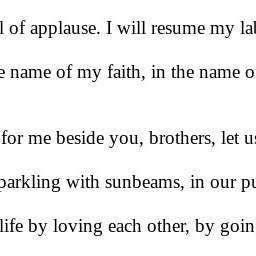 l of applause. I will resume my lab
e name of my faith, in the name o
for me beside you, brothers, let us
parkling with sunbeams, in our pu
life by loving each other, by goin